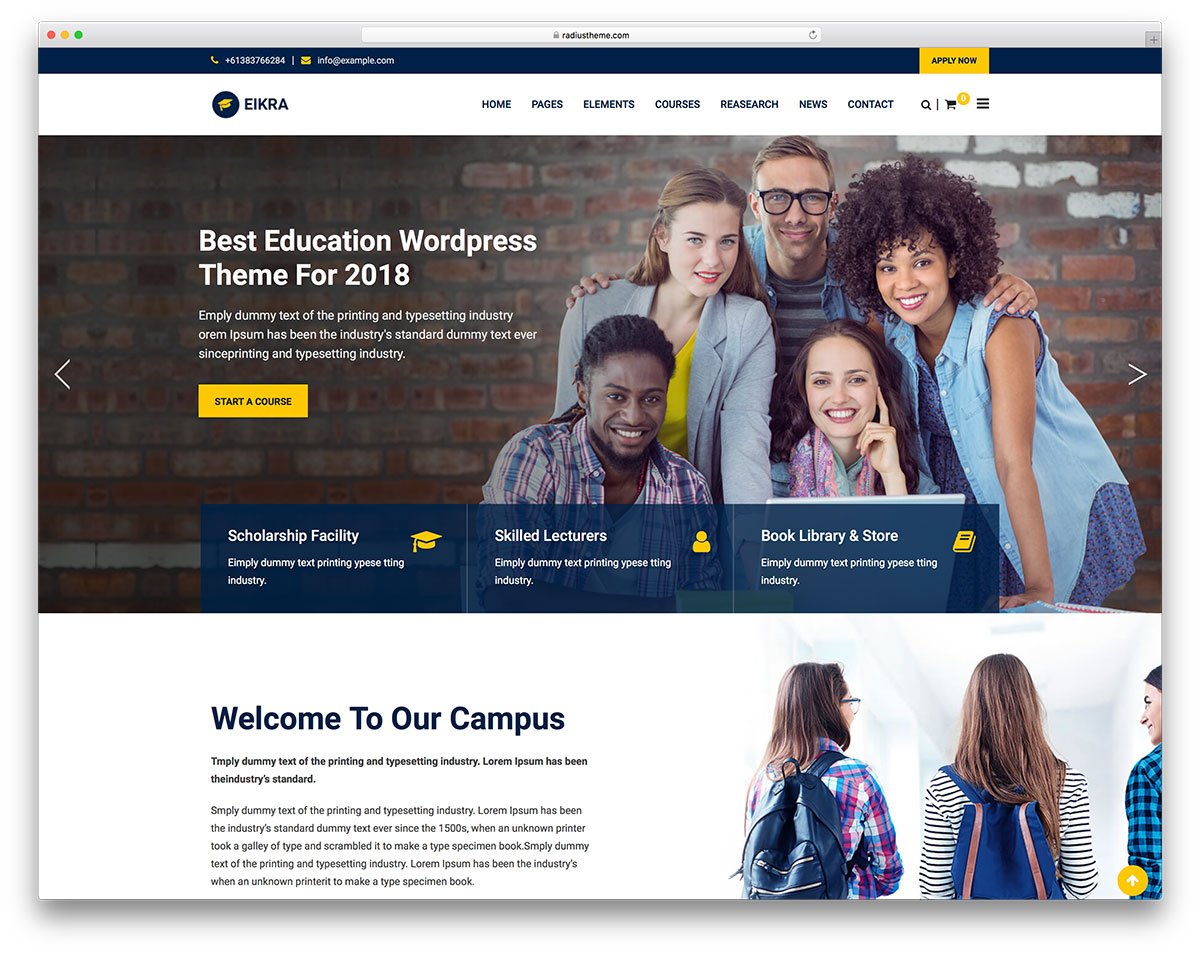 radiustheme.com
+61383766284 | info@example.com
APPLY NOW
EIKRA
HOME PAGES ELEMENTS COURSES REASEARCH NEWS CONTACT | 0
Best Education Wordpress
Theme For 2018
Emply dummy text of the printing and typesetting industry
orem Ipsum has been the industry's standard dummy text ever
sinceprinting and typesetting industry.
START A COURSE
Scholarship Facility
Eimply dummy text printing ypese tting
industry.
Skilled Lecturers
Eimply dummy text printing ypese tting
industry.
Book Library & Store
Eimply dummy text printing ypese tting
industry.
Welcome To Our Campus
Tmply dummy text of the printing and typesetting industry. Lorem Ipsum has been
theindustry’s standard.
Smply dummy text of the printing and typesetting industry. Lorem Ipsum has been
the industry’s standard dummy text ever since the 1500s, when an unknown printer
took a galley of type and scrambled it to make a type specimen book.Smply dummy
text of the printing and typesetting industry. Lorem Ipsum has been the industry’s
when an unknown printerit to make a type specimen book.